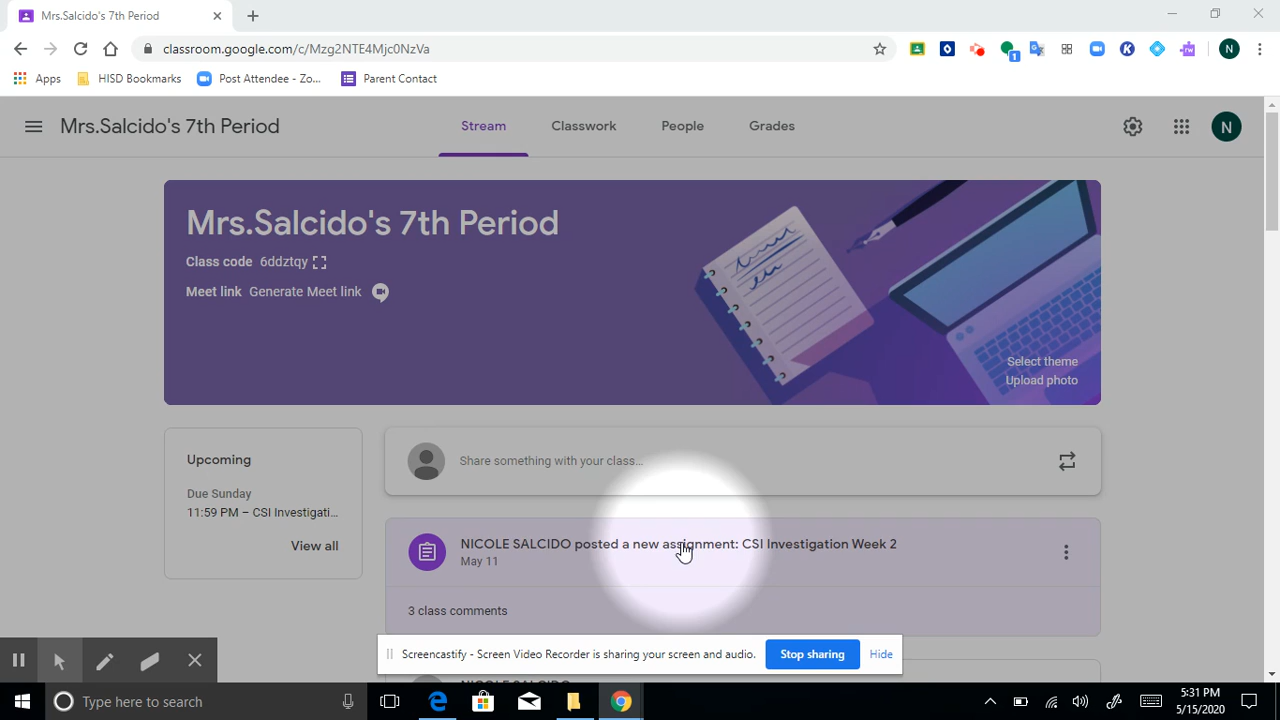 Mrs.Salcido's 7th Period
classroom.google.com/c/Mzg2NTE4Mjc0NzVa
1
N
Apps
HISD Bookmarks
Post Attendee - Zo...
Parent Contact
Mrs.Salcido's 7th Period
Stream
Classwork
People
Grades
N
Mrs.Salcido's 7th Period
Class code 6ddztqy
Meet link Generate Meet link
Select theme
Upload photo
Upcoming
Due Sunday
11:59 PM – CSI Investigati...
View all
Share something with your class...
NICOLE SALCIDO posted a new assignment: CSI Investigation Week 2
May 11
3 class comments
Screencastify - Screen Video Recorder is sharing your screen and audio.
Stop sharing
Hide
NICOLE SALCIDO
Type here to search
5:31 PM
5/15/2020